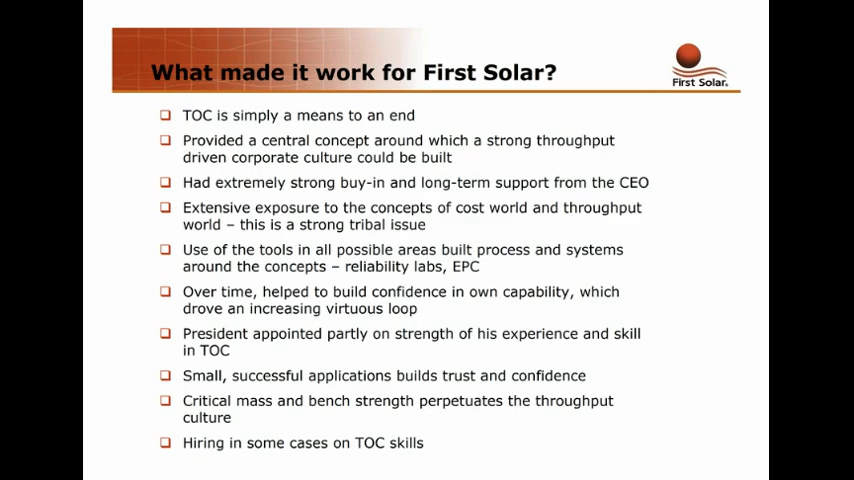 What made it work for First Solar?
First Solar.
TOC is simply a means to an end
Provided a central concept around which a strong throughput
driven corporate culture could be built
Had extremely strong buy-in and long-term support from the CEO
Extensive exposure to the concepts of cost world and throughput
world – this is a strong tribal issue
Use of the tools in all possible areas built process and systems
around the concepts – reliability labs, EPC
Over time, helped to build confidence in own capability, which
drove an increasing virtuous loop
President appointed partly on strength of his experience and skill
in TOC
Small, successful applications builds trust and confidence
Critical mass and bench strength perpetuates the throughput
culture
Hiring in some cases on TOC skills